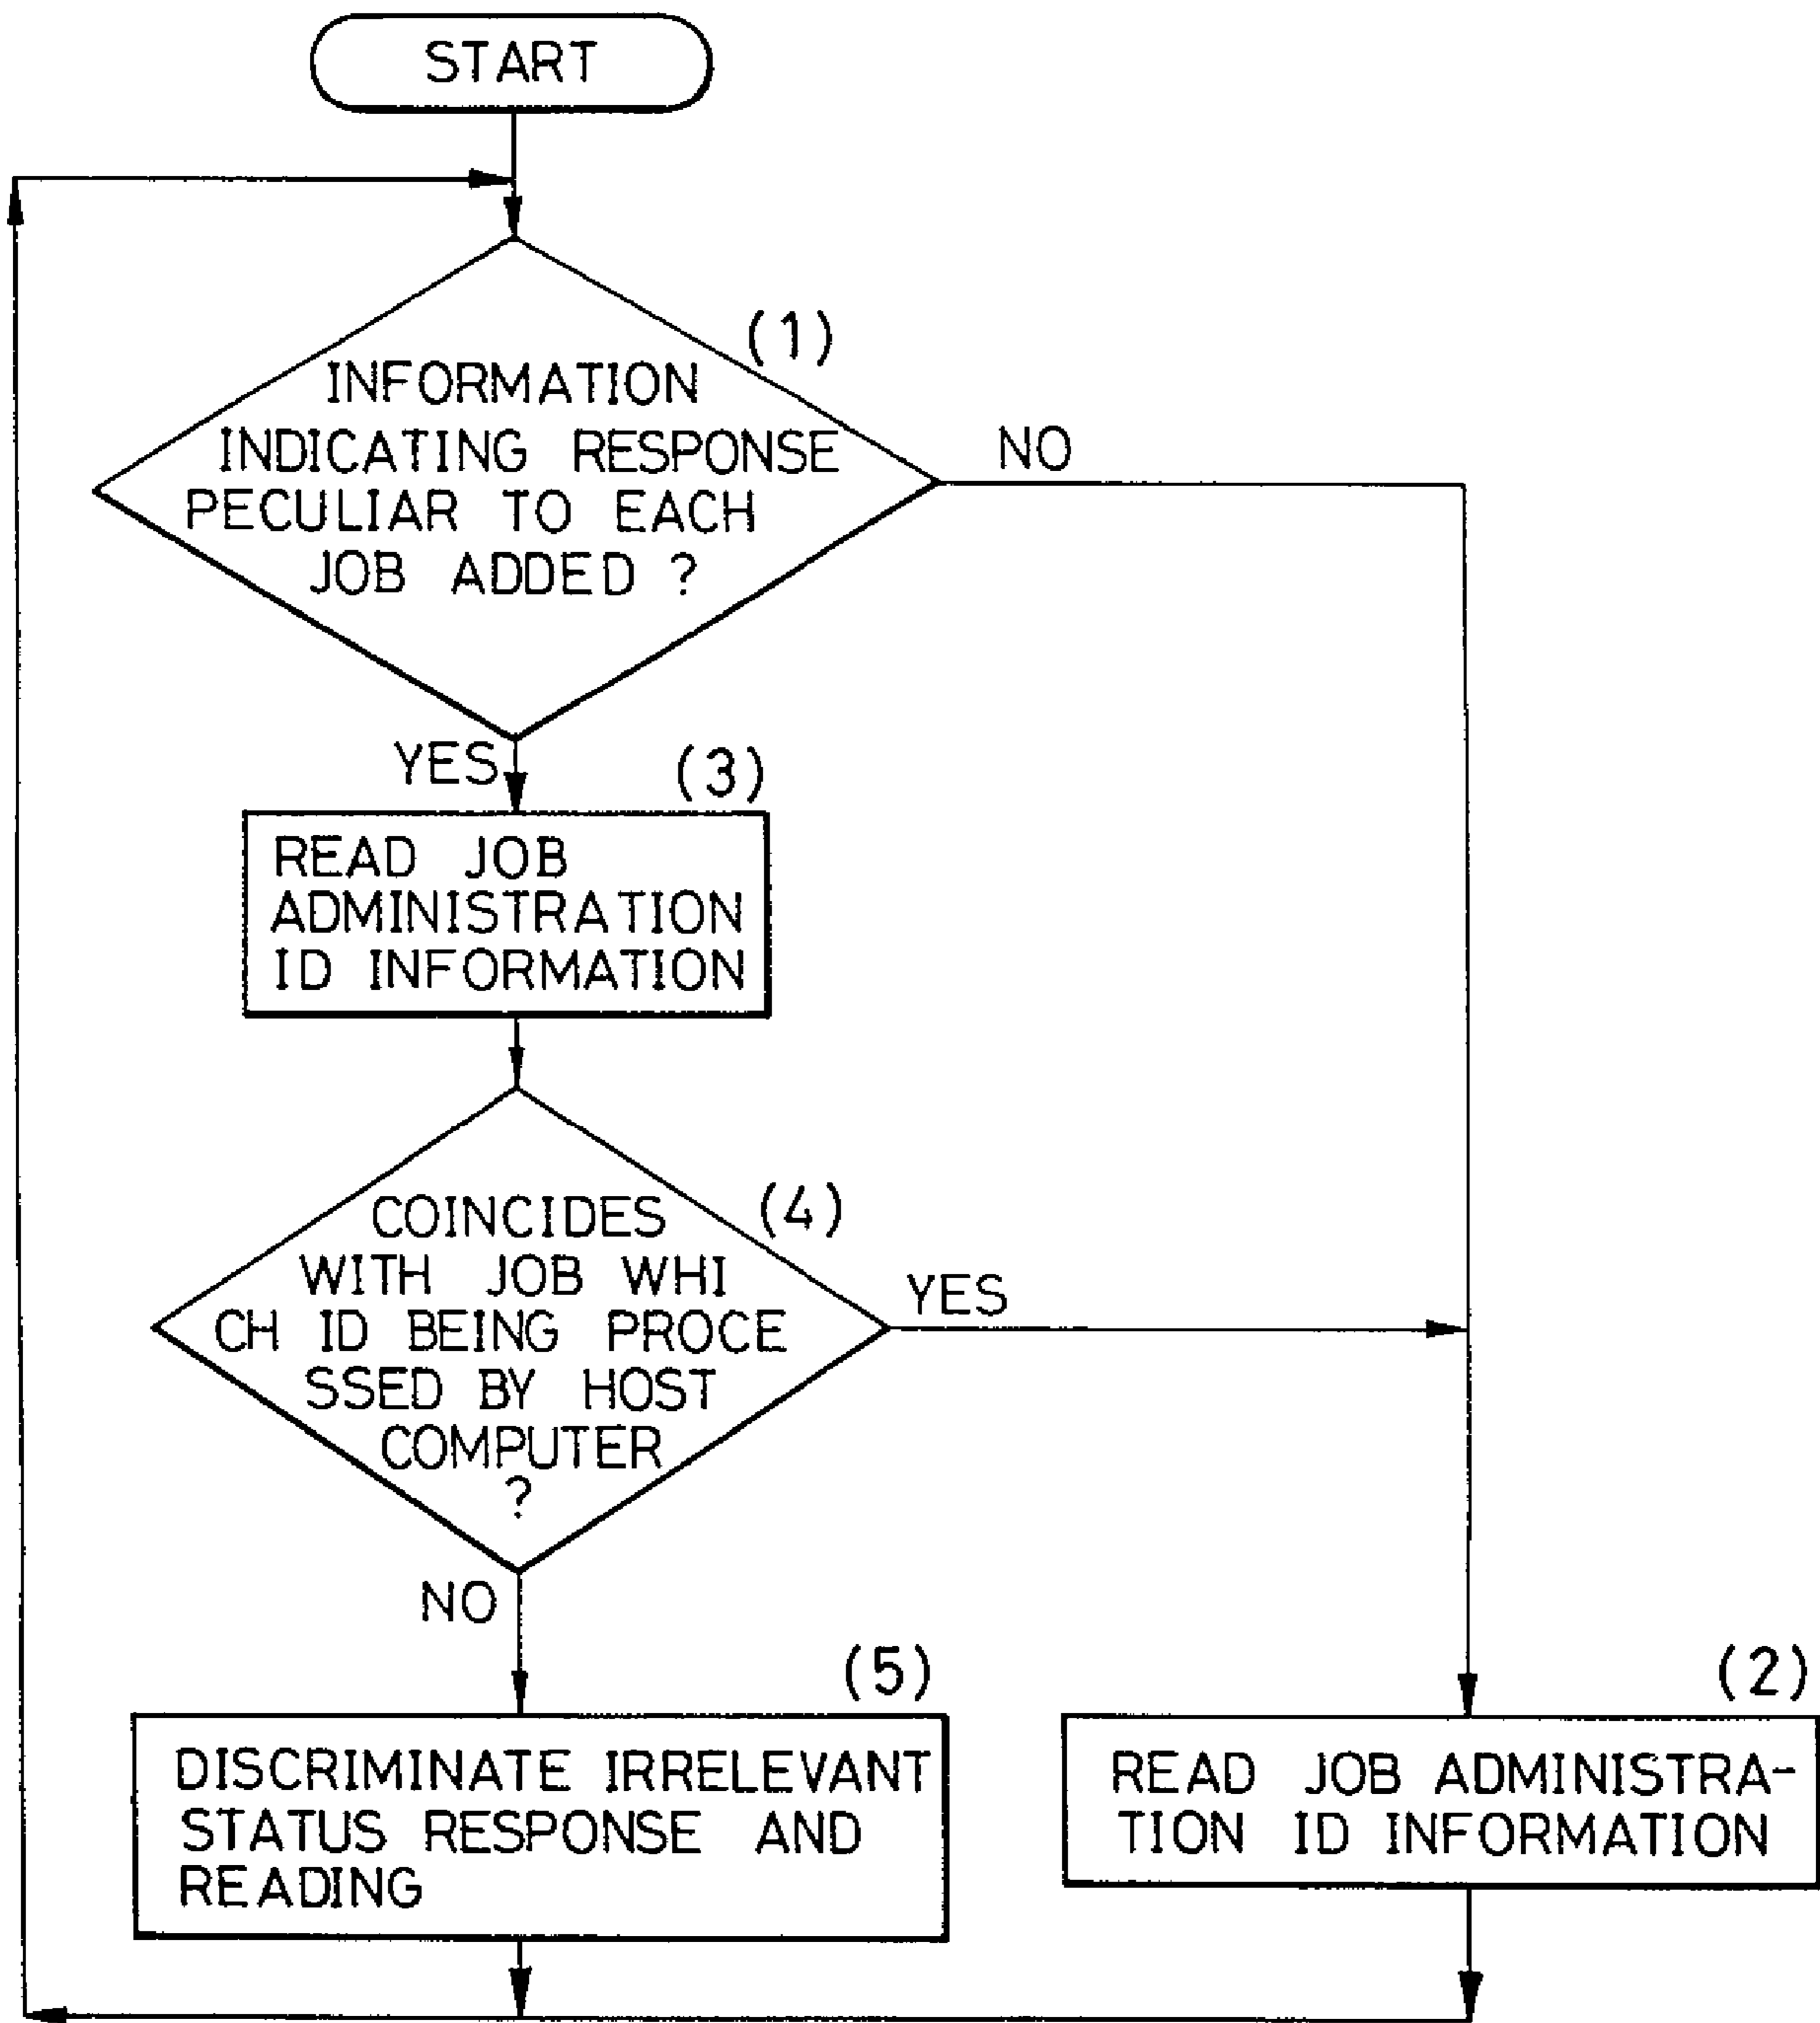 START
(1)
INFORMATION
INDICATING RESPONSE
PECULIAR TO EACH
JOB ADDED ?
NO
YES
(3)
READ JOB
ADMINISTRATION
ID INFORMATION
(4)
COINCIDES
WITH JOB WHI
CH ID BEING PROCE
SSED BY HOST
COMPUTER
?
YES
NO
(5)
DISCRIMINATE IRRELEVANT
STATUS RESPONSE AND
READING
(2)
READ JOB ADMINISTRA-
TION ID INFORMATION